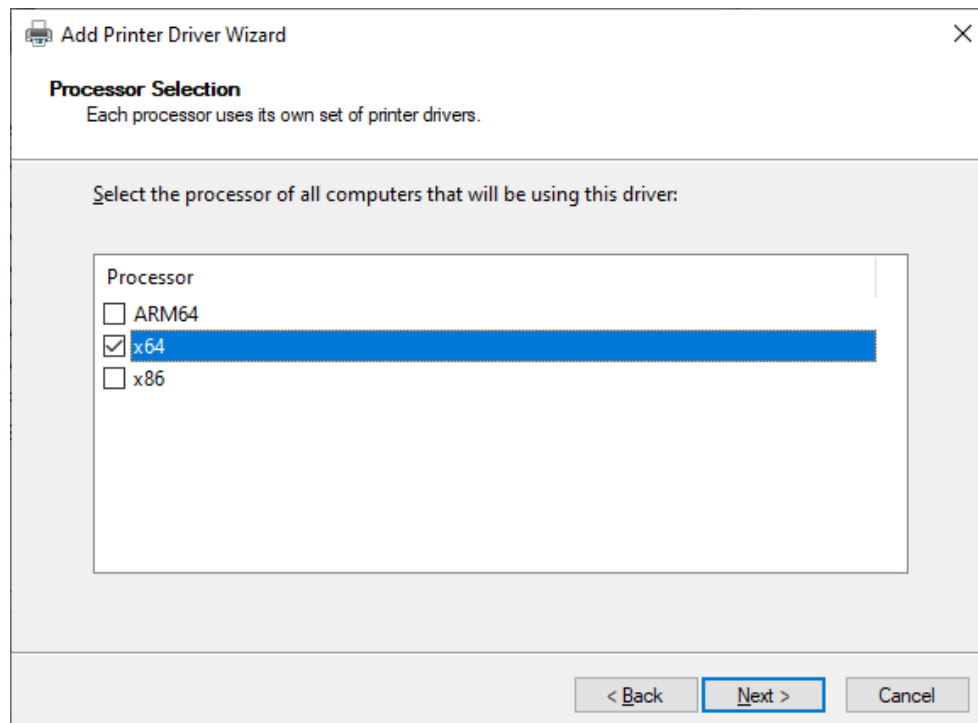 Add Printer Driver Wizard
Processor Selection
Each processor uses its own set of printer drivers.
Select the processor of all computers that will be using this driver:
Processor
ARM64
x64
x86
< Back
Next >
Cancel